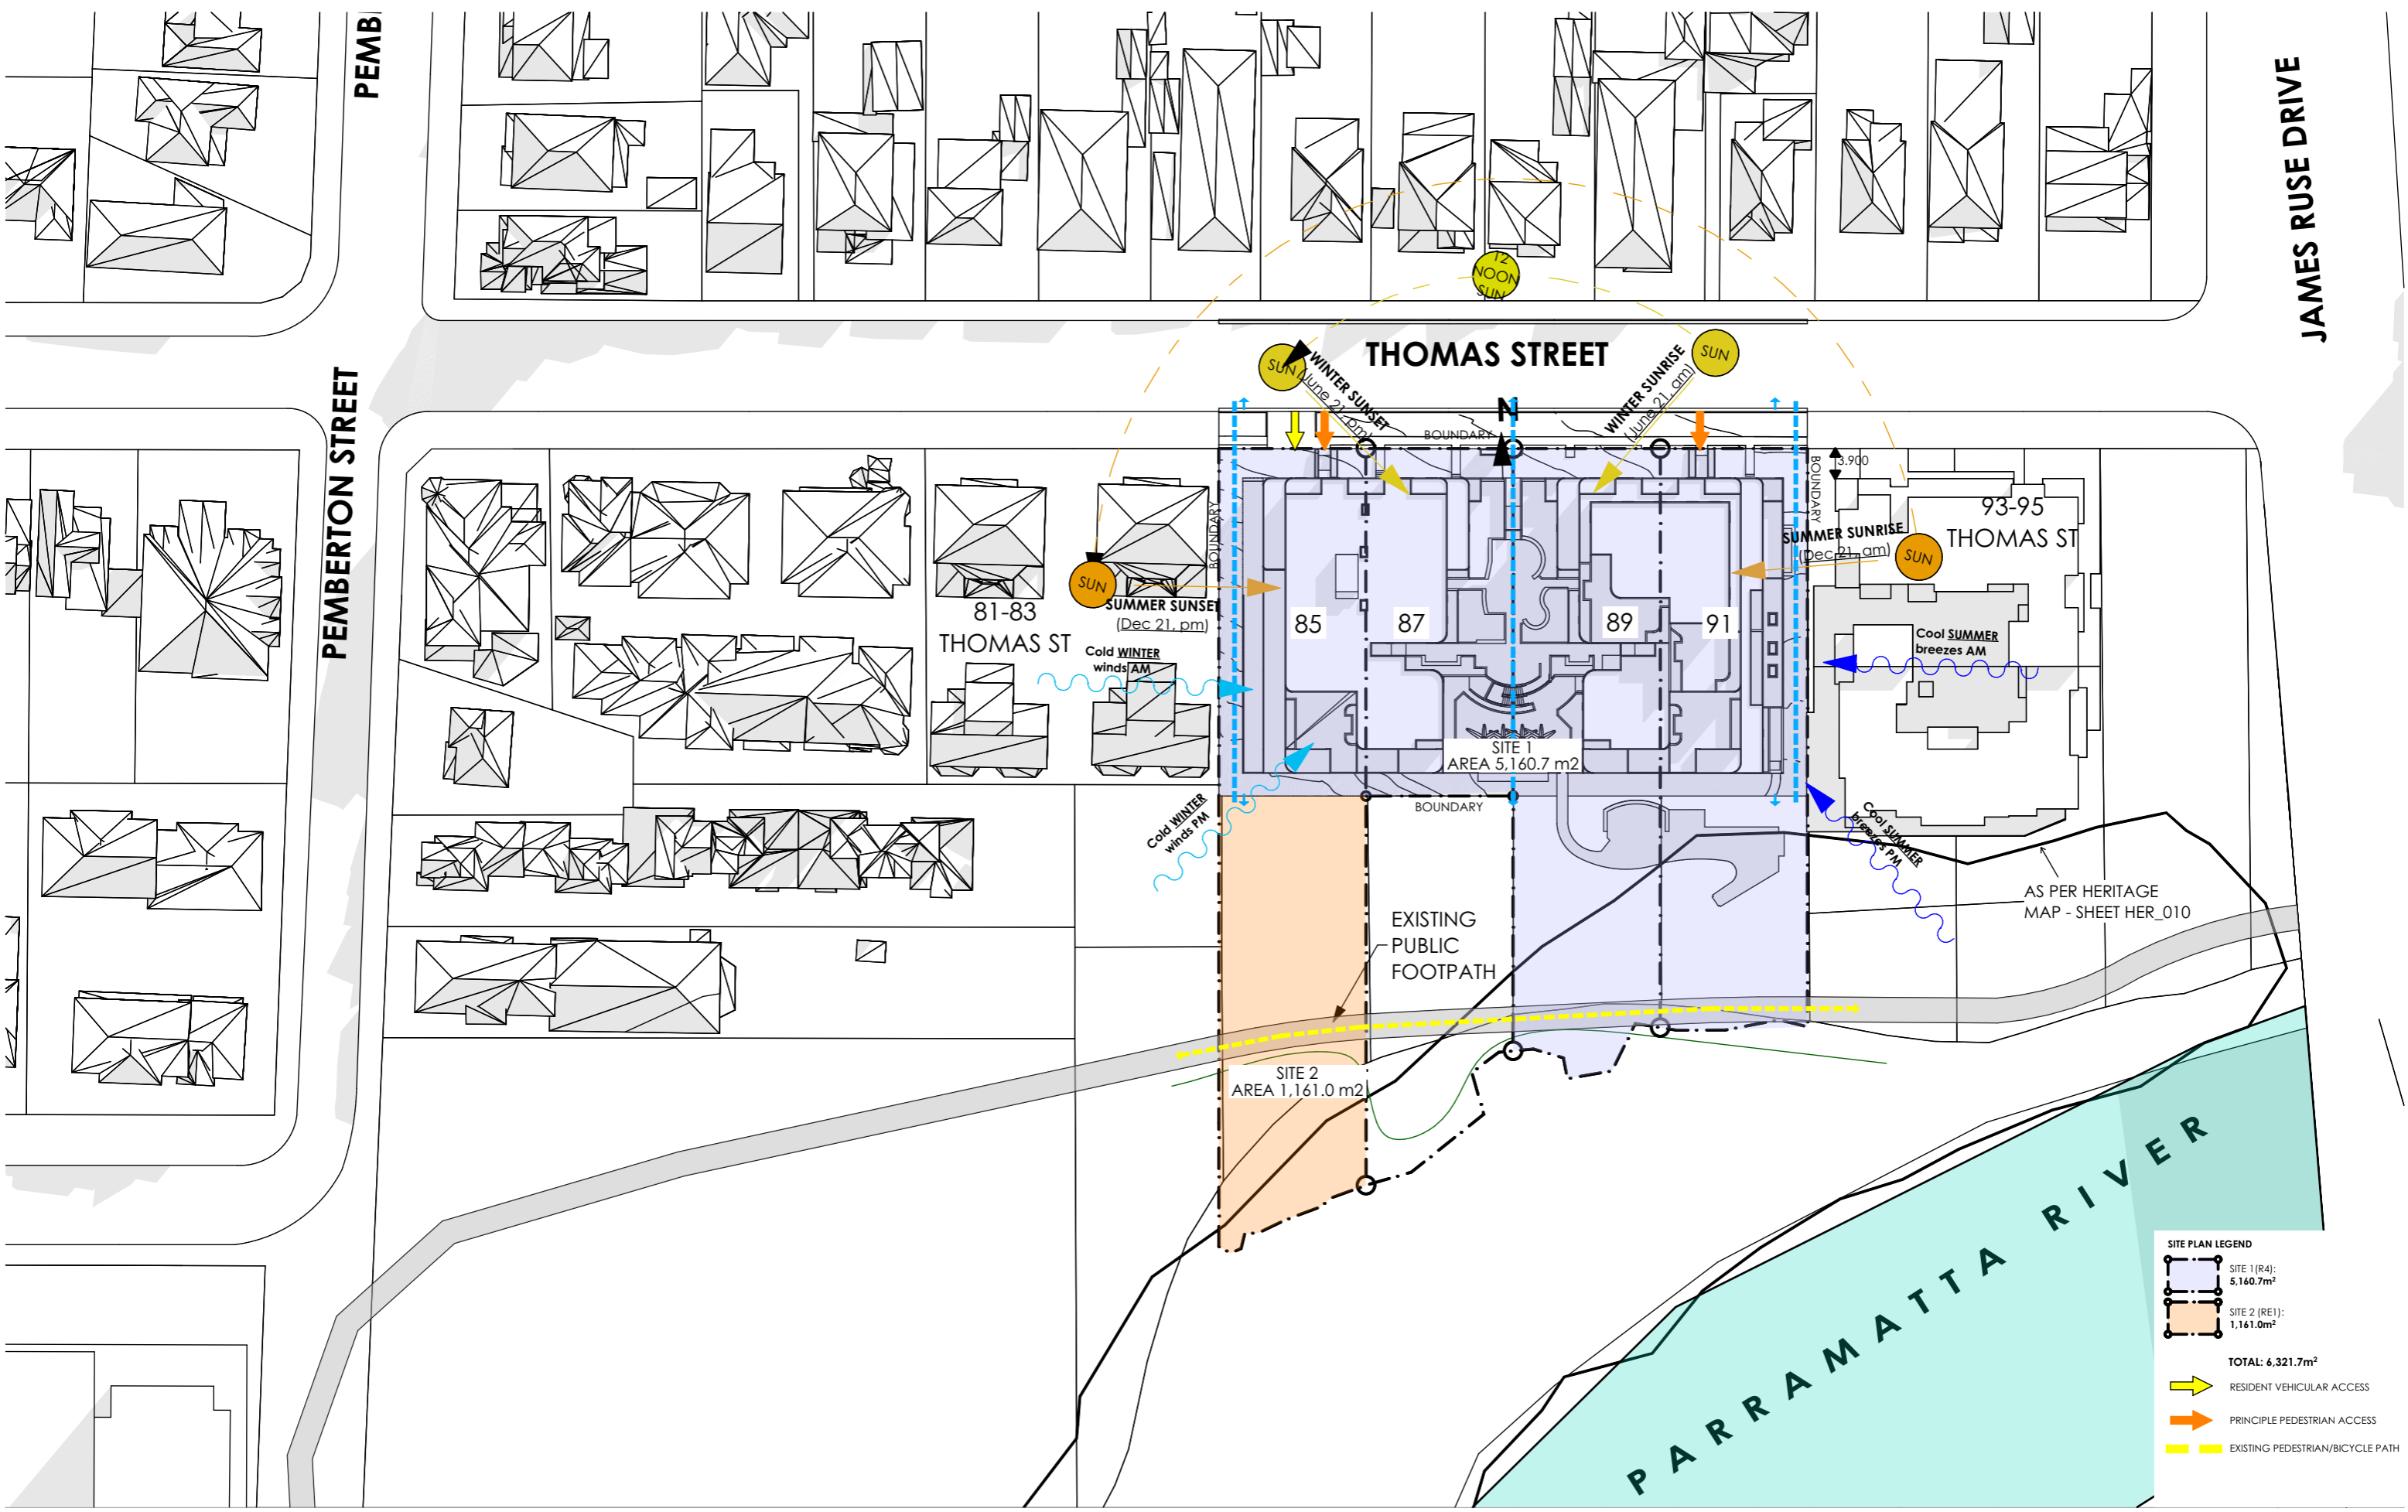 PEMB
JAMES RUSE DRIVE
12
NOON
SUN
THOMAS STREET
SUN
WINTER SUNSET
(June 21, pm)
WINTER SUNRISE
(June 21, am)
SUN
N
BOUNDARY
PEMBERTON STREET
BOUNDARY
BOUNDARY
3.900
93-95
THOMAS ST
SUMMER SUNRISE
(Dec 21, am)
SUN
SUN
SUMMER SUNSET
(Dec 21, pm)
81-83
THOMAS ST
85
87
89
91
Cold WINTER
winds AM
Cool SUMMER
breezes AM
SITE 1
AREA 5,160.7 m2
BOUNDARY
Cold WINTER
winds PM
Cool SUMMER
breezes PM
AS PER HERITAGE
MAP - SHEET HER_010
EXISTING
PUBLIC
FOOTPATH
SITE 2
AREA 1,161.0 m2
PARRAMATTA RIVER
SITE PLAN LEGEND
SITE 1(R4):
5,160.7m²
SITE 2 (RE1):
1,161.0m²
TOTAL: 6,321.7m²
RESIDENT VEHICULAR ACCESS
PRINCIPLE PEDESTRIAN ACCESS
EXISTING PEDESTRIAN/BICYCLE PATH